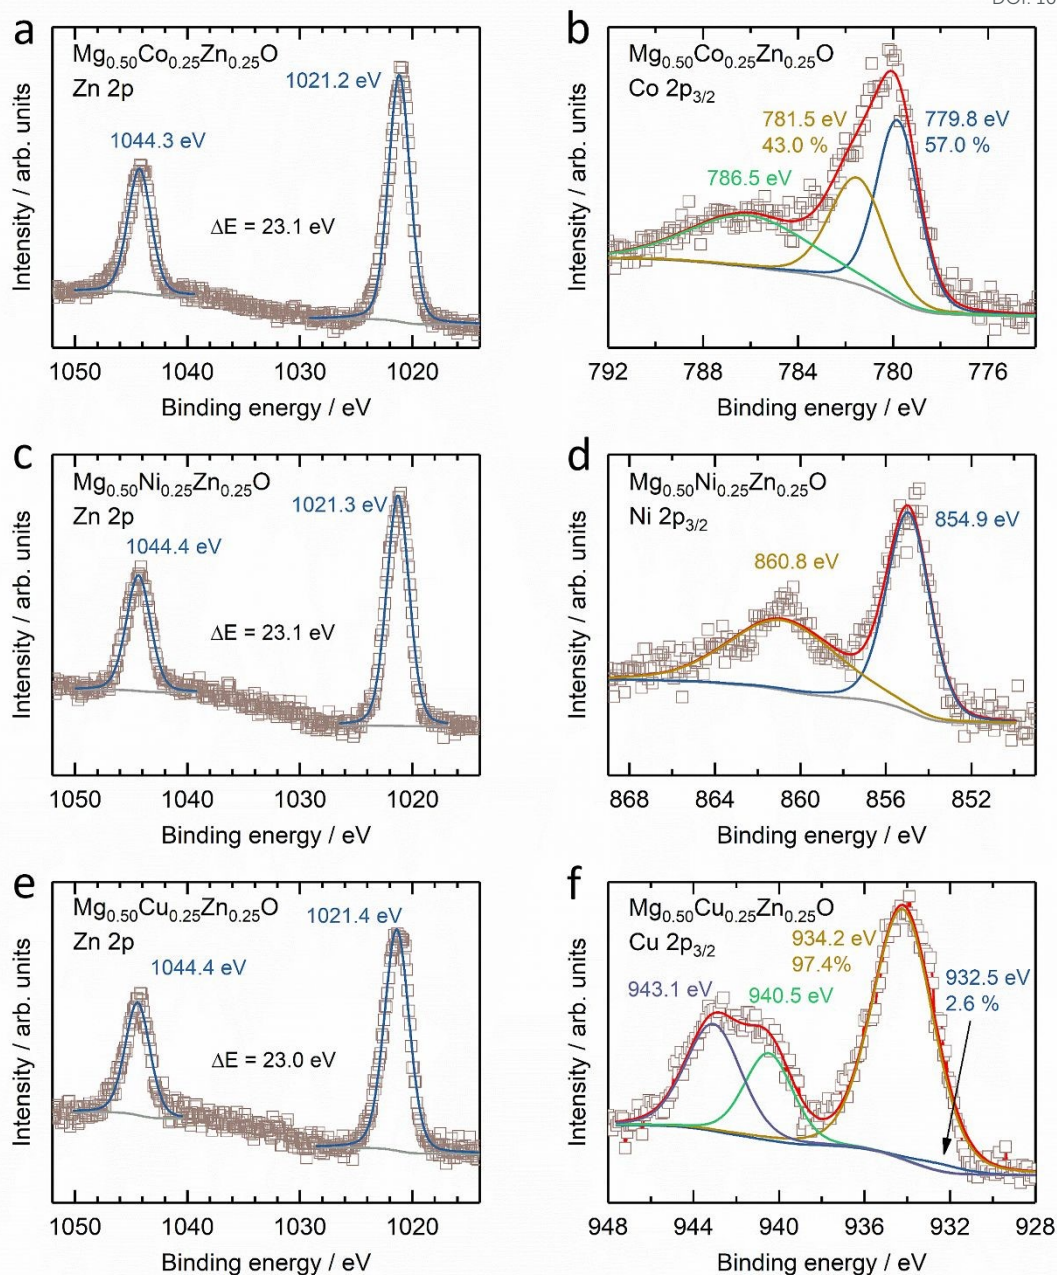 DOI: 10
a
Mg0.50Co0.25Zn0.25O
Zn 2p
1021.2 eV
1044.3 eV
ΔE = 23.1 eV
Intensity / arb. units
1050 1040 1030 1020
Binding energy / eV
b
Mg0.50Co0.25Zn0.25O
Co 2p3/2
781.5 eV
43.0 %
779.8 eV
57.0 %
786.5 eV
Intensity / arb. units
792 788 784 780 776
Binding energy / eV
c
Mg0.50Ni0.25Zn0.25O
Zn 2p
1021.3 eV
1044.4 eV
ΔE = 23.1 eV
Intensity / arb. units
1050 1040 1030 1020
Binding energy / eV
d
Mg0.50Ni0.25Zn0.25O
Ni 2p3/2
854.9 eV
860.8 eV
Intensity / arb. units
868 864 860 856 852
Binding energy / eV
e
Mg0.50Cu0.25Zn0.25O
Zn 2p
1021.4 eV
1044.4 eV
ΔE = 23.0 eV
Intensity / arb. units
1050 1040 1030 1020
Binding energy / eV
f
Mg0.50Cu0.25Zn0.25O
Cu 2p3/2
934.2 eV
97.4%
932.5 eV
2.6 %
943.1 eV
940.5 eV
Intensity / arb. units
948 944 940 936 932 928
Binding energy / eV